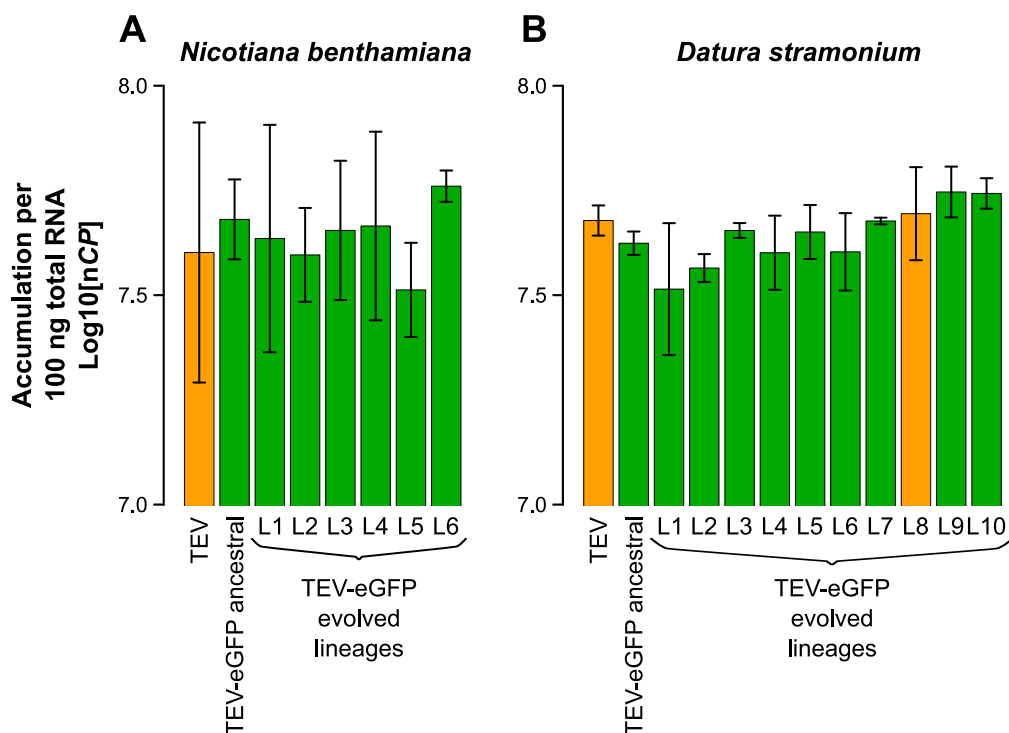 A
Nicotiana benthamiana
B
Datura stramonium
Accumulation per
100 ng total RNA
Log10[nCP]
8.0
7.5
7.0
8.0
7.5
7.0
TEV
TEV-eGFP ancestral
L1 L2 L3 L4 L5 L6
TEV-eGFP
evolved
lineages
TEV
TEV-eGFP ancestral
L1 L2 L3 L4 L5 L6 L7 L8 L9 L10
TEV-eGFP
evolved
lineages